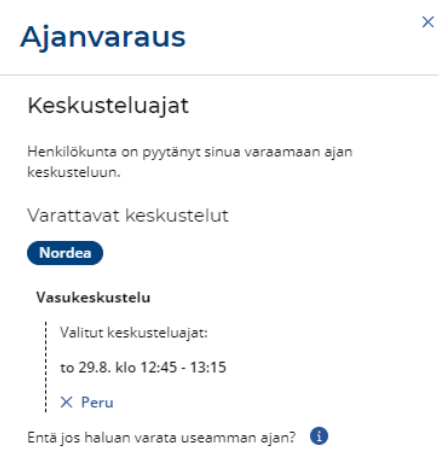 Ajanvaraus
Keskusteluajat
Henkilökunta on pyytänyt sinua varaamaan ajan
keskusteluun.
Varattavat keskustelut
Nordea
Vasukeskustelu
Valitut keskusteluajat:
to 29.8. klo 12:45 - 13:15
Peru
Entä jos haluan varata useamman ajan?